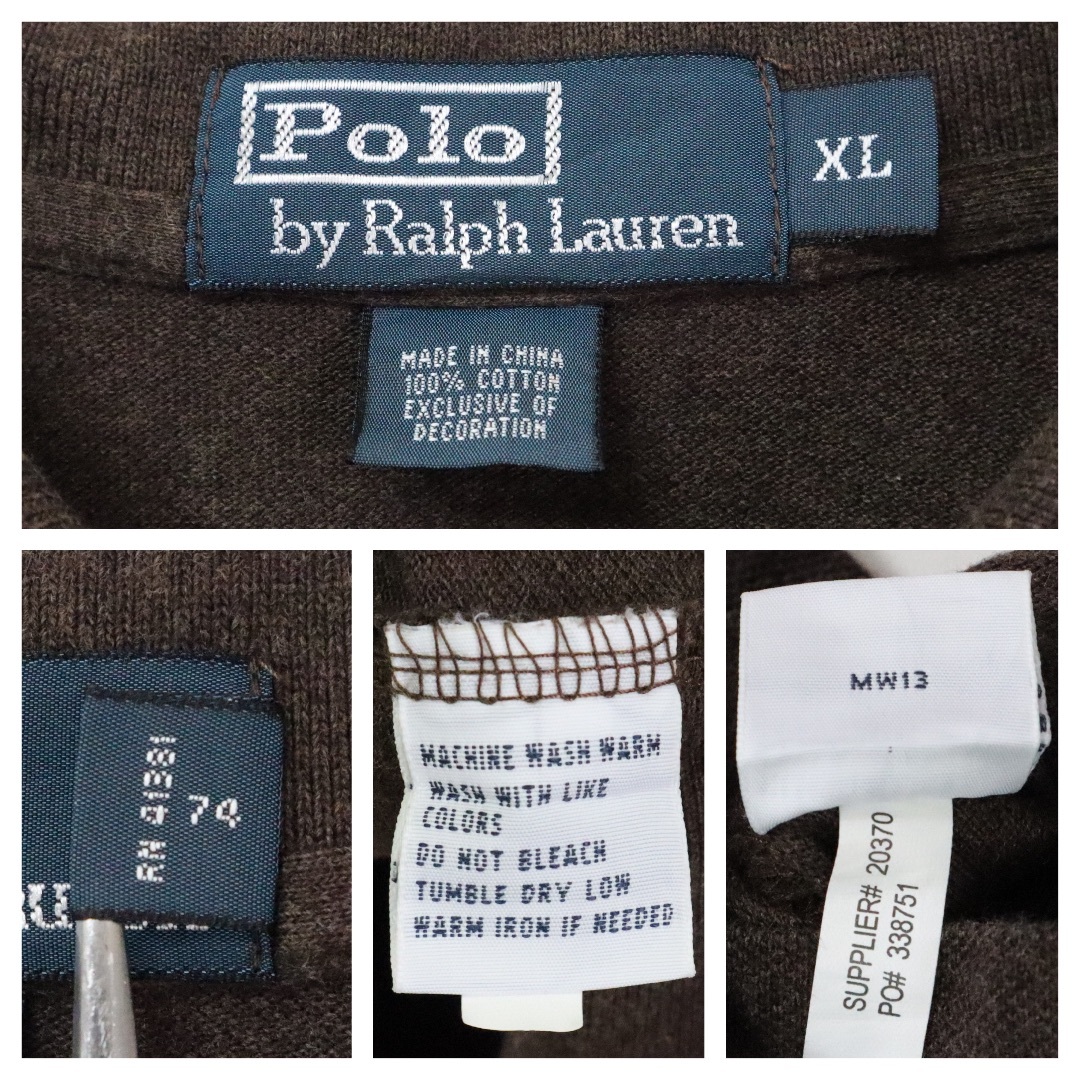 Polo
by Ralph Lauren
XL
MADE IN CHINA
100% COTTON
EXCLUSIVE OF
DECORATION
RN 41381
74
MACHINE WASH WARM
WASH WITH LIKE
COLORS
DO NOT BLEACH
TUMBLE DRY LOW
WARM IRON IF NEEDED
MW13
SUPPLIER# 20370
PO# 338751